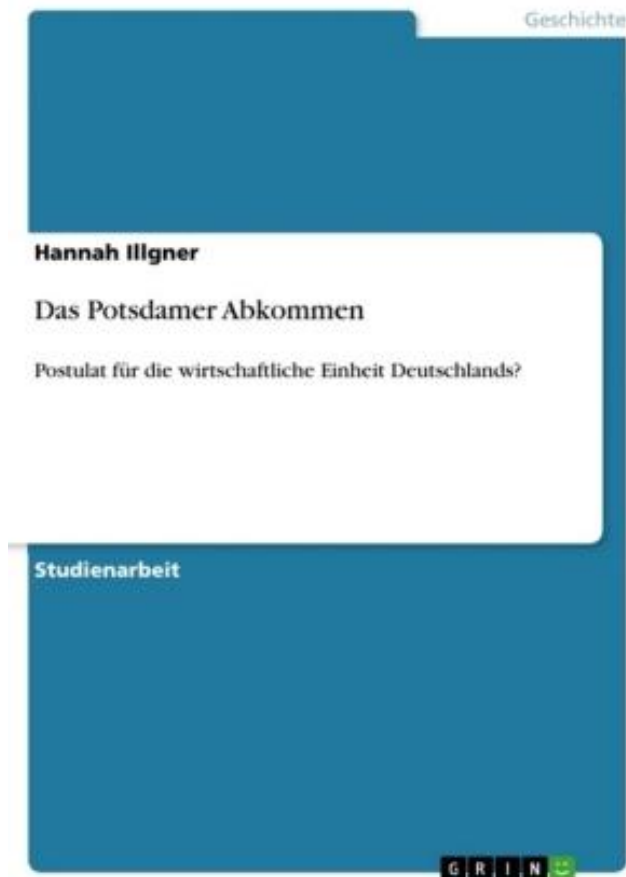 Geschichte
Hannah Illgner
Das Potsdamer Abkommen
Postulat für die wirtschaftliche Einheit Deutschlands?
Studienarbeit
GRIN